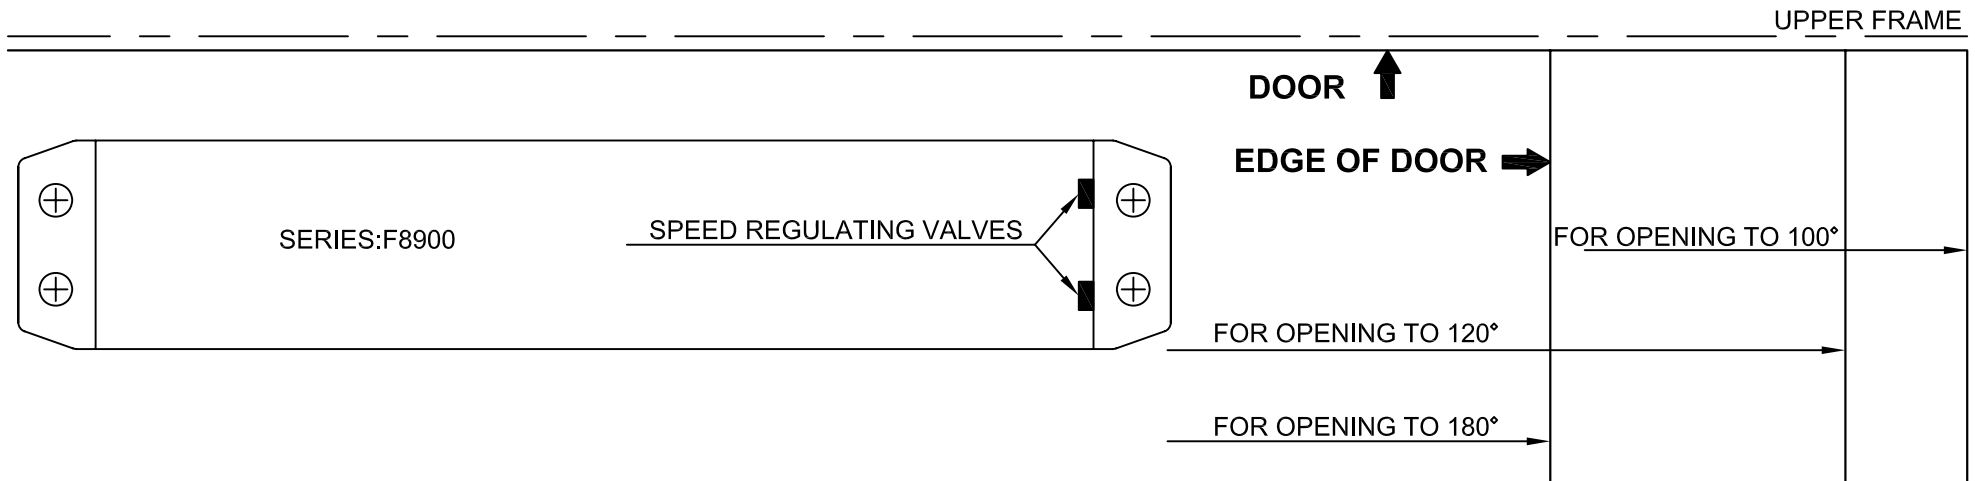 UPPER FRAME
DOOR
EDGE OF DOOR
SPEED REGULATING VALVES
SERIES:F8900
FOR OPENING TO 100°
FOR OPENING TO 120°
FOR OPENING TO 180°